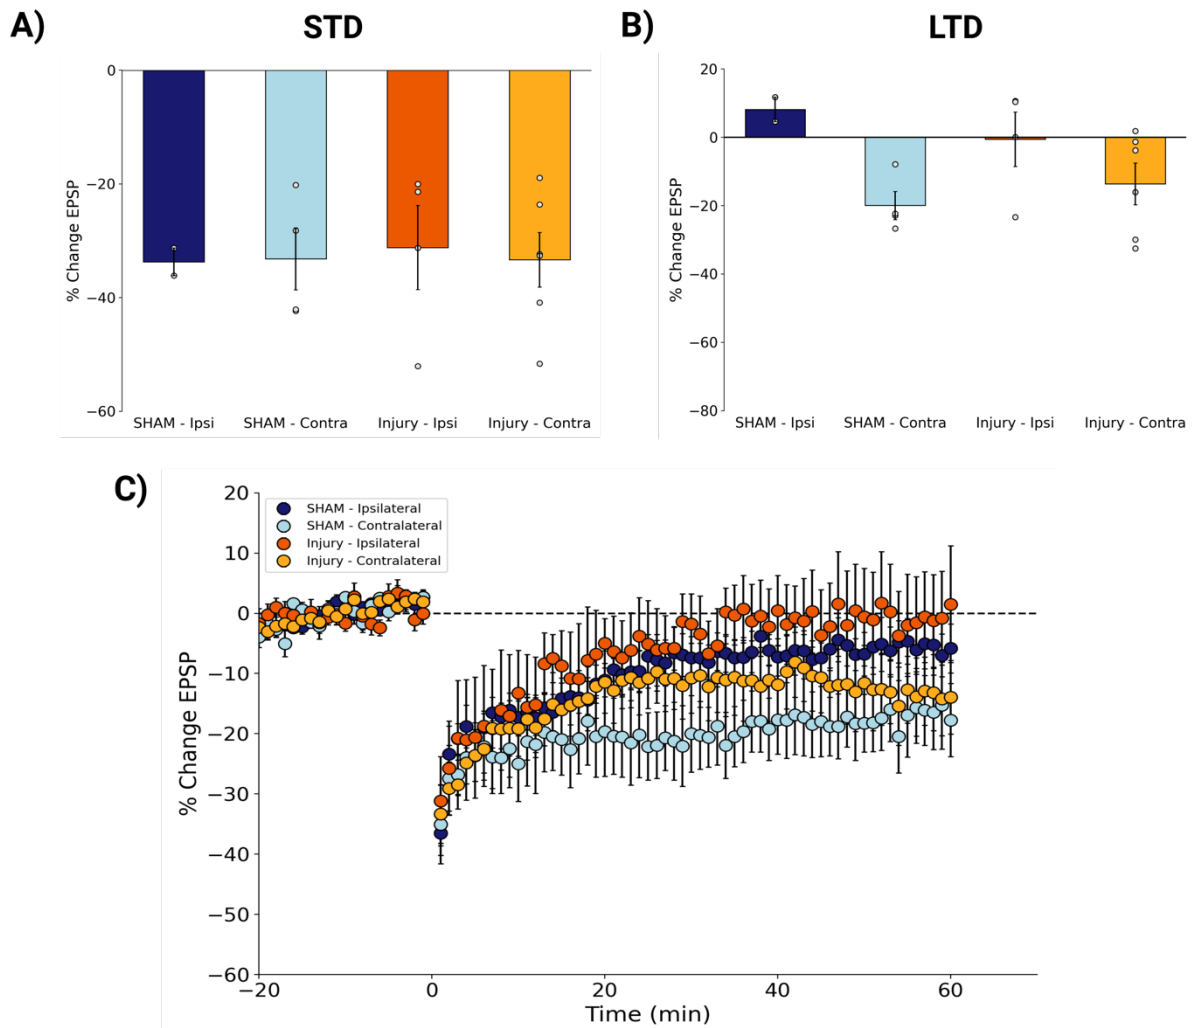 A)
STD
B)
LTD
0
−20
−40
−60
% Change EPSP
SHAM - Ipsi
SHAM - Contra
Injury - Ipsi
Injury - Contra
20
0
−20
−40
−60
−80
% Change EPSP
SHAM - Ipsi
SHAM - Contra
Injury - Ipsi
Injury - Contra
C)
SHAM - Ipsilateral
SHAM - Contralateral
Injury - Ipsilateral
Injury - Contralateral
20
10
0
−10
−20
−30
−40
−50
−60
% Change EPSP
−20
0
20
40
60
Time (min)